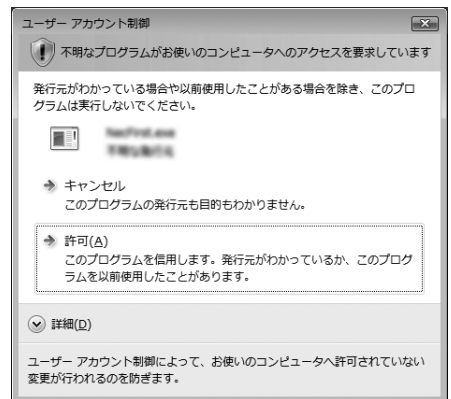 ユーザー アカウント制御
不明なプログラムがお使いのコンピュータへのアクセスを要求しています
発行元がわかっている場合や以前使用したことがある場合を除き、このプロ
グラムは実行しないでください。
キャンセル
このプログラムの発行元も目的もわかりません。
許可(A)
このプログラムを信用します。発行元がわかっているか、このプログ
ラムを以前使用したことがあります。
詳細(D)
ユーザー アカウント制御によって、お使いのコンピュータへ許可されていない
変更が行われるのを防ぎます。